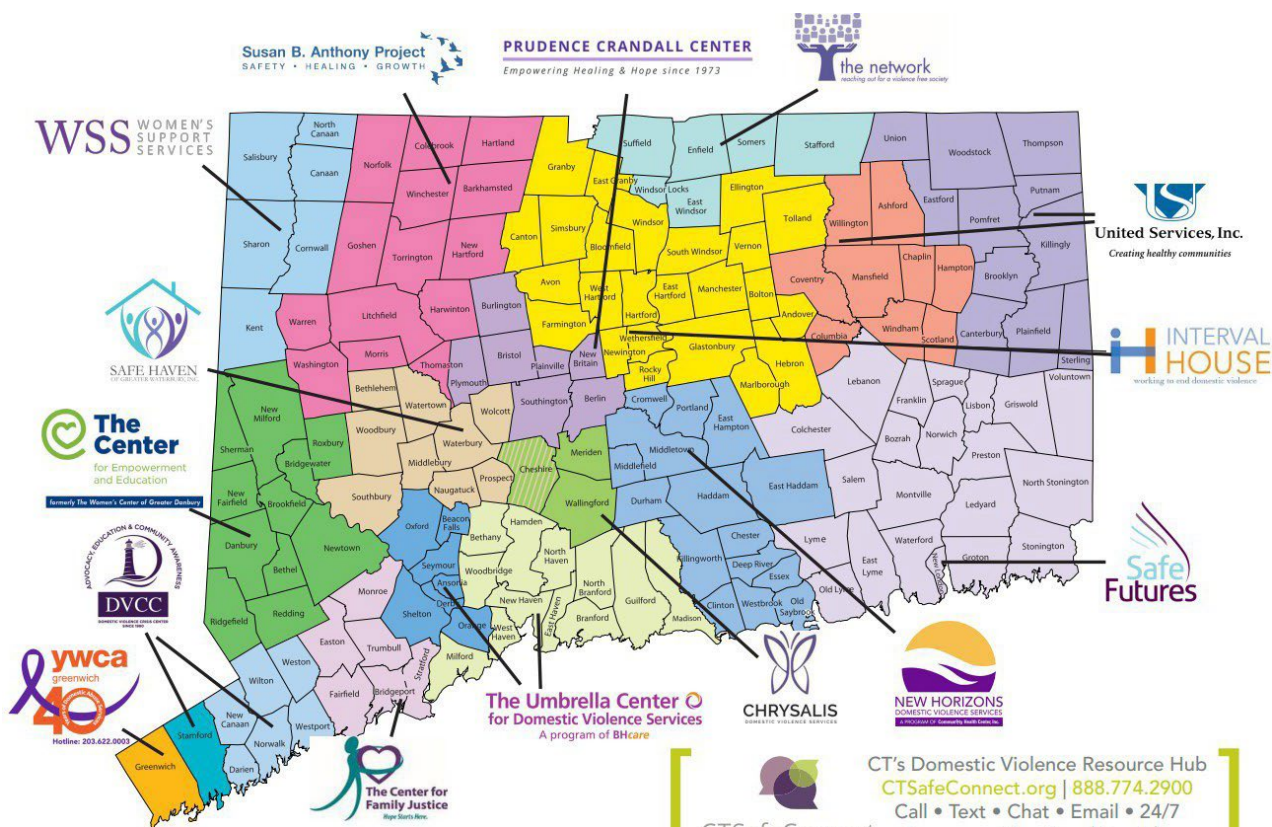 Susan B. Anthony Project
SAFETY • HEALING • GROWTH
PRUDENCE CRANDALL CENTER
Empowering Healing & Hope since 1973
the network
reaching out for a violence free society
WSS WOMEN'S
SUPPORT
SERVICES
North
Canaan
Salisbury
Canaan
Norfolk
Colebrook
Hartland
Granby
Suffield
Enfield
Somers
Stafford
Union
Woodstock
Thompson
Winchester
Barkhamsted
East Granby
Windsor Locks
East
Windsor
Ellington
Ashford
Eastford
Putnam
Sharon
Cornwall
Goshen
Torrington
New
Hartford
Canton
Simsbury
Bloomfield
Windsor
South Windsor
Vernon
Tolland
Willington
Pomfret
Killingly
United Services, Inc.
Creating healthy communities
Avon
West
Hartford
East
Hartford
Manchester
Bolton
Coventry
Mansfield
Chaplin
Hampton
Brooklyn
Kent
Warren
Litchfield
Harwinton
Burlington
Farmington
Hartford
Wethersfield
Newington
Glastonbury
Andover
Columbia
Windham
Scotland
Canterbury
Plainfield
Sterling
INTERVAL
HOUSE
working to end domestic violence
SAFE HAVEN
OF GREATER WATERBURY, INC.
Washington
Morris
Thomaston
Plymouth
Bristol
Plainville
New
Britain
Rocky
Hill
Marlborough
Hebron
Lebanon
Sprague
Franklin
Lisbon
Griswold
Voluntown
Bethlehem
Watertown
Wolcott
Southington
Berlin
Cromwell
Portland
East
Hampton
Colchester
Bozrah
Norwich
Preston
The
Center
for Empowerment
and Education
formerly The Women's Center of Greater Danbury
New
Milford
Sherman
Roxbury
Bridgewater
Woodbury
Waterbury
Middlebury
Cheshire
Meriden
Middletown
Middlefield
Prospect
Naugatuck
Southbury
Wallingford
Durham
Haddam
East Haddam
Salem
Montville
Ledyard
North Stonington
New
Fairfield
Brookfield
Danbury
Newtown
Bethel
Oxford
Beacon
Falls
Bethany
Hamden
North
Haven
Seymour
Woodbridge
Ansonia
Derby
Chester
Killingworth
Deep River
Essex
Lyme
East
Lyme
Waterford
New London
Groton
Stonington
Safe
Futures
ADVOCACY, EDUCATION & COMMUNITY AWARENESS
DVCC
DOMESTIC VIOLENCE CRISIS CENTER
Ridgefield
Redding
Monroe
Shelton
Orange
New Haven
West
Haven
East Haven
North
Branford
Branford
Guilford
Madison
Clinton
Westbrook
Old
Saybrook
Old Lyme
Easton
Trumbull
Stratford
Milford
ywca
greenwich
40
Hotline: 203.622.0003
Wilton
Weston
Fairfield
Bridgeport
New
Canaan
Westport
Norwalk
Darien
Stamford
Greenwich
The Umbrella Center
for Domestic Violence Services
A program of BHcare
CHRYSALIS
DOMESTIC VIOLENCE SERVICES
NEW HORIZONS
DOMESTIC VIOLENCE SERVICES
A PROGRAM OF Community Health Center, Inc.
The Center for
Family Justice
Hope Starts Here.
CT's Domestic Violence Resource Hub
CTSafeConnect.org | 888.774.2900
Call • Text • Chat • Email • 24/7